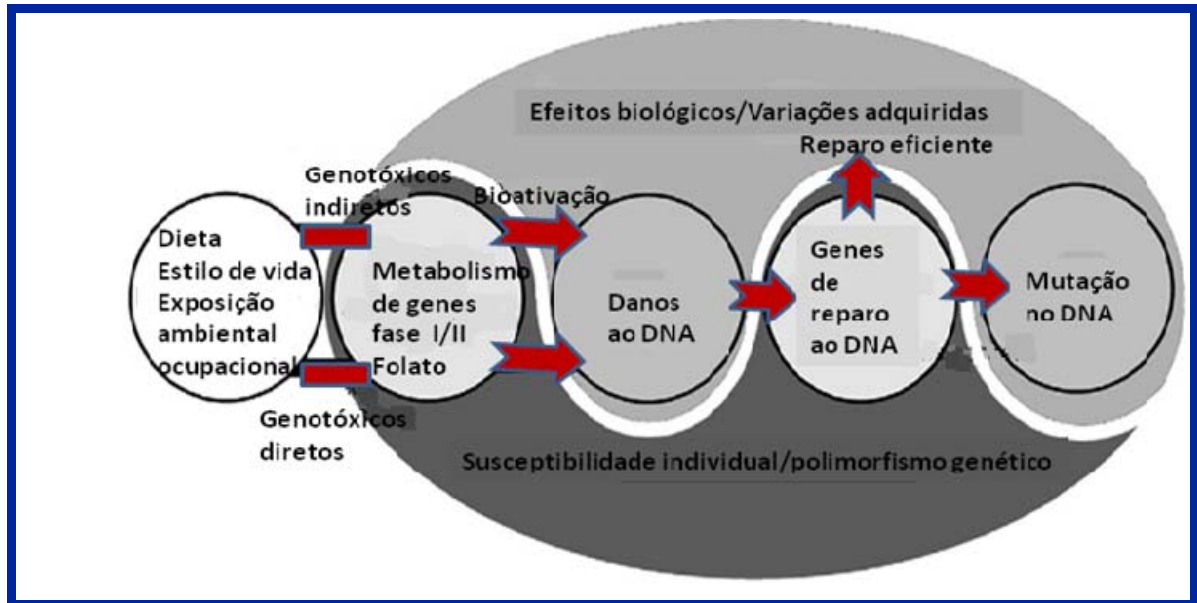 Efeitos biológicos/Variações adquiridas
Reparo eficiente
Genotóxicos
indiretos
Bioativação
Dieta
Estilo de vida
Exposição
ambiental
ocupacional
Metabolismo
de genes
fase I/II
Folato
Danos
ao DNA
Genes
de
reparo
ao DNA
Mutação
no DNA
Genotóxicos
diretos
Susceptibilidade individual/polimorfismo genético